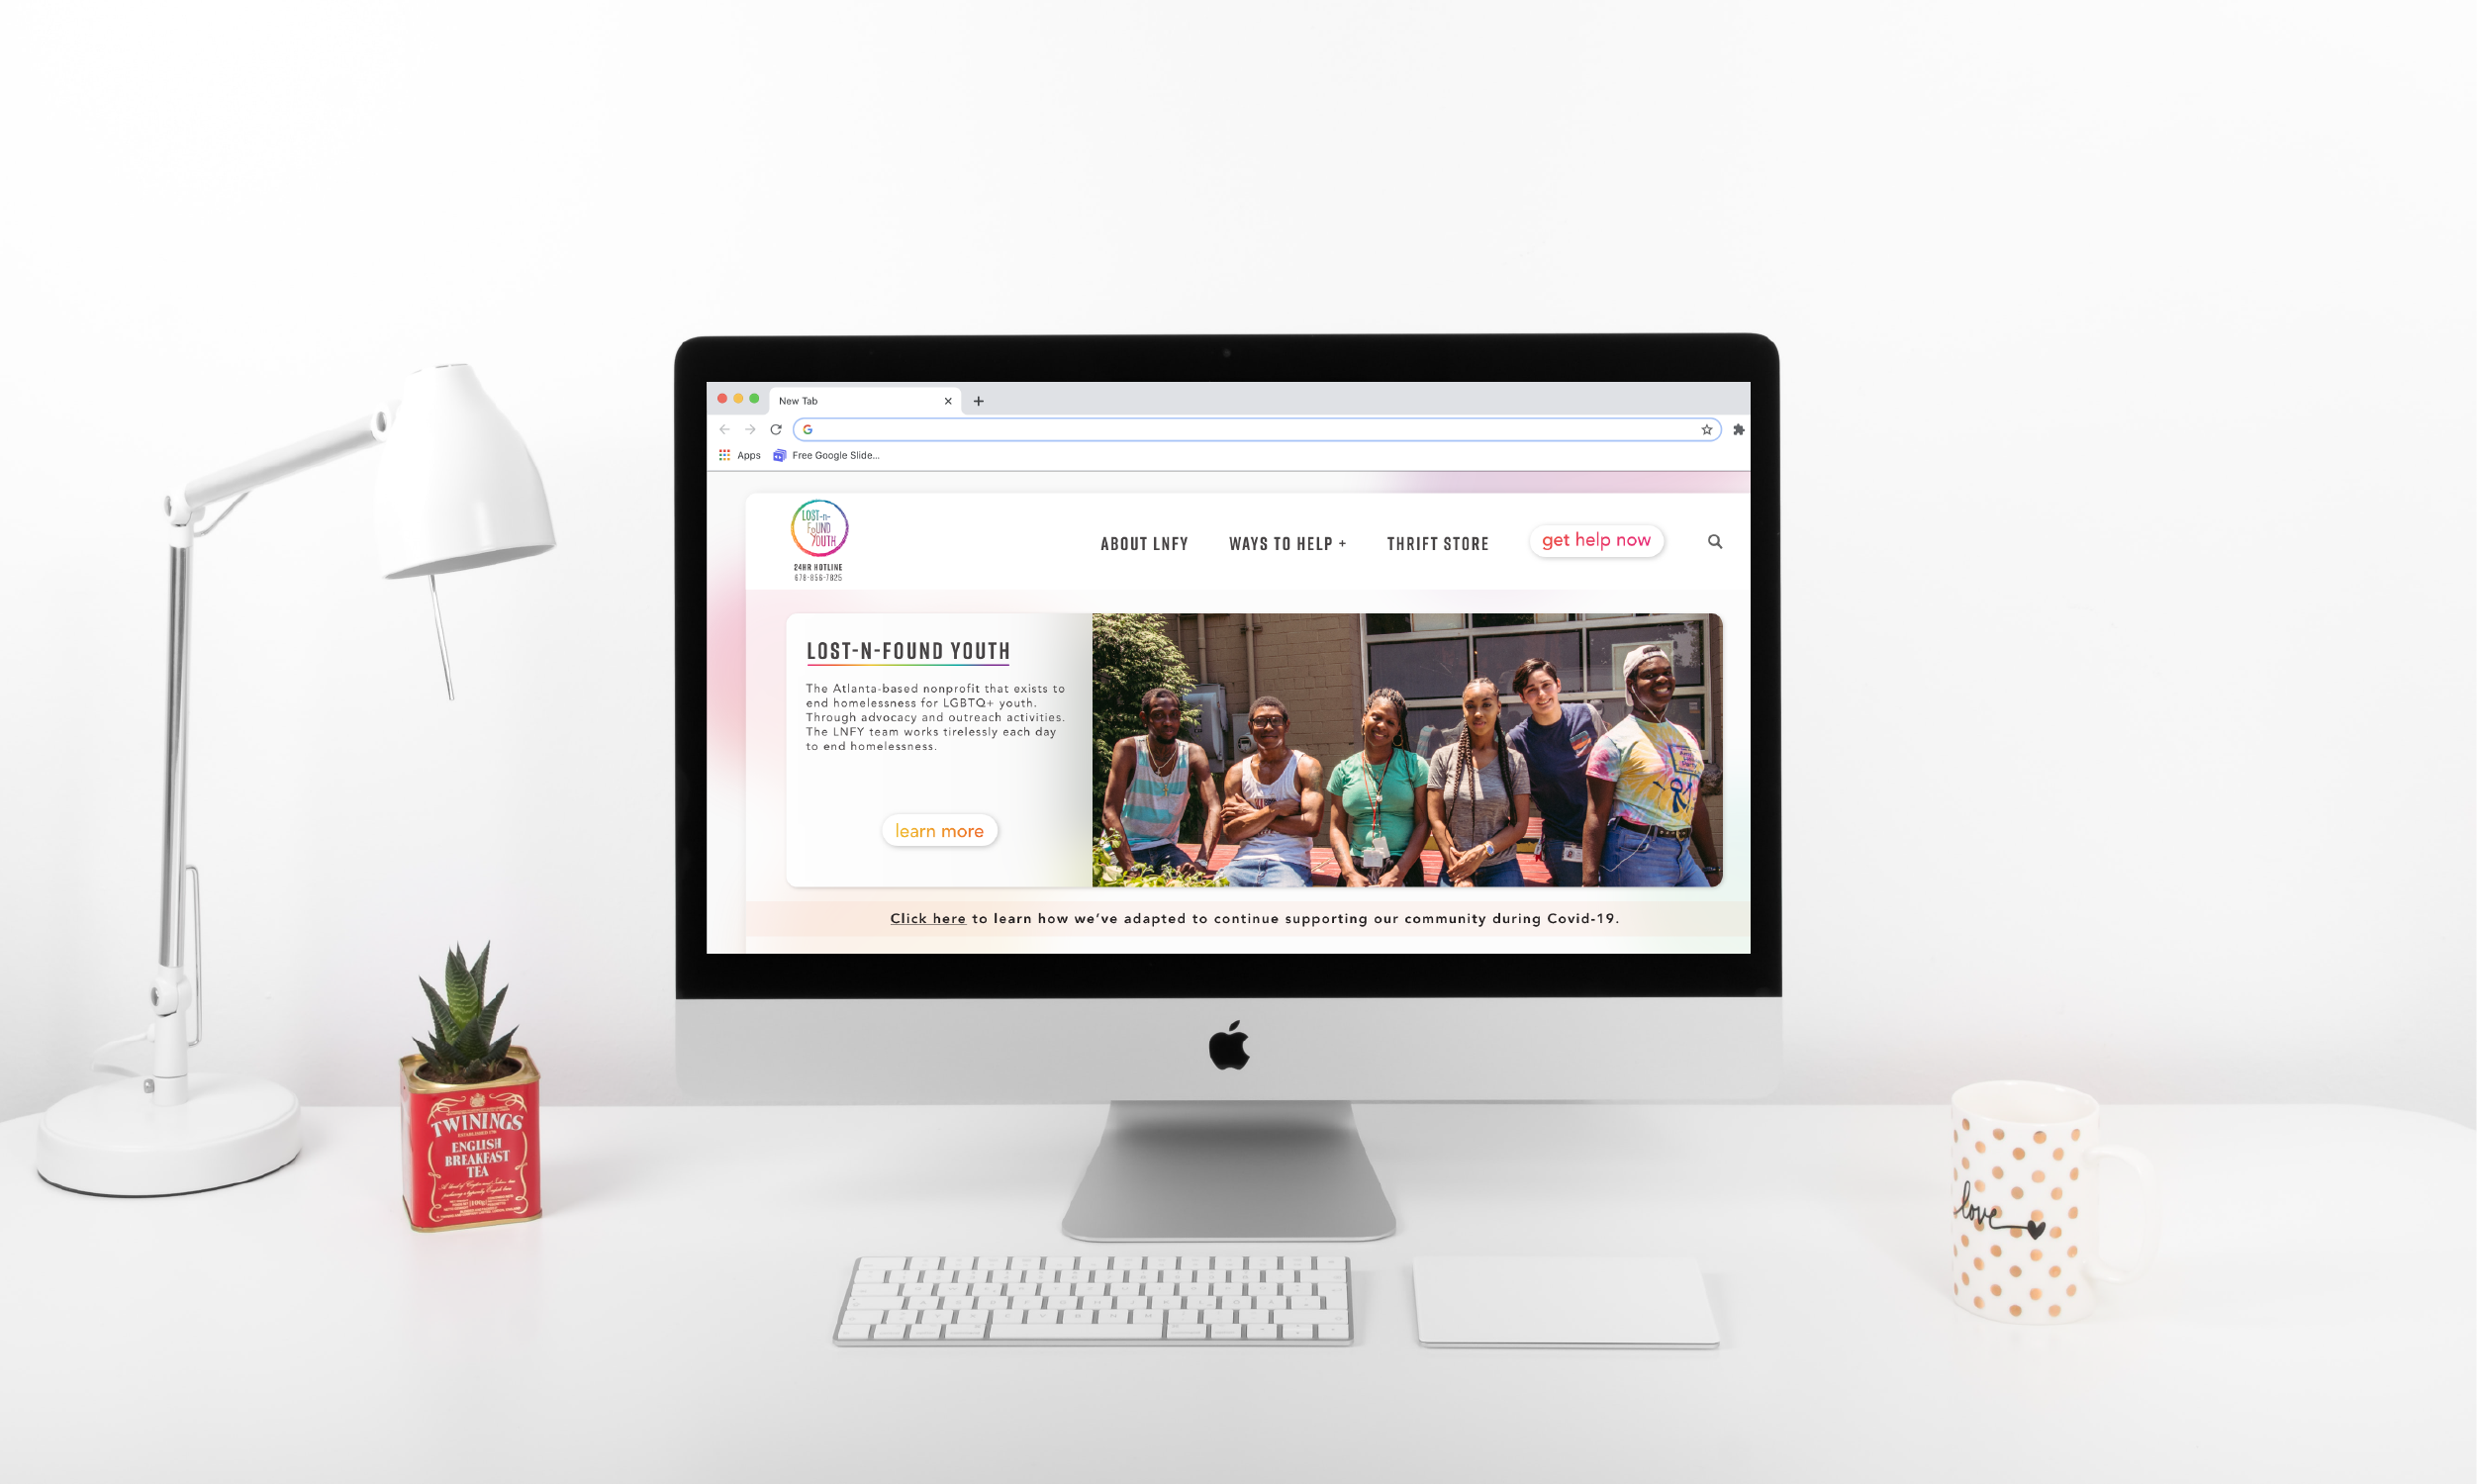 New Tab
Apps
Free Google Slide...
LOST-n-
FOUND
YOUTH
24HR HOTLINE
678-856-7825
ABOUT LNFY
WAYS TO HELP +
THRIFT STORE
get help now
LOST-N-FOUND YOUTH
The Atlanta-based nonprofit that exists to
end homelessness for LGBTQ+ youth.
Through advocacy and outreach activities.
The LNFY team works tirelessly each day
to end homelessness.
learn more
Click here to learn how we've adapted to continue supporting our community during Covid-19.
TWININGS
ENGLISH
BREAKFAST
TEA
100g
love